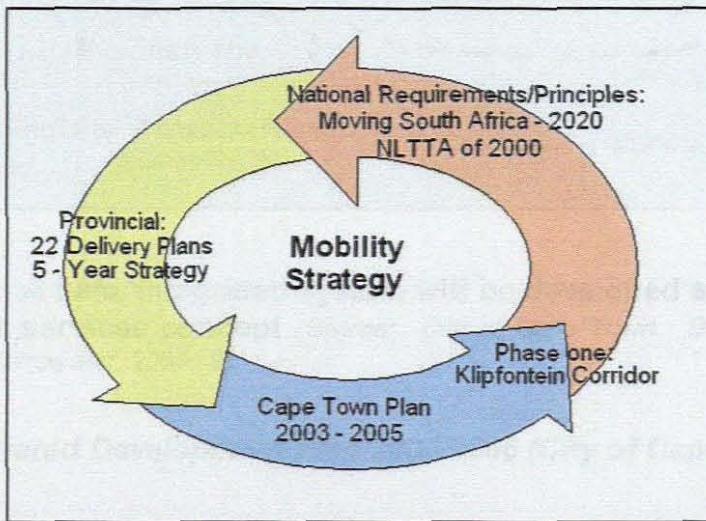 National Requirements/Principles:
Moving South Africa - 2020
NLTTA of 2000
Provincial:
22 Delivery Plans
5 - Year Strategy
Mobility
Strategy
Phase one:
Klipfontein Corridor
Cape Town Plan
2003 - 2005